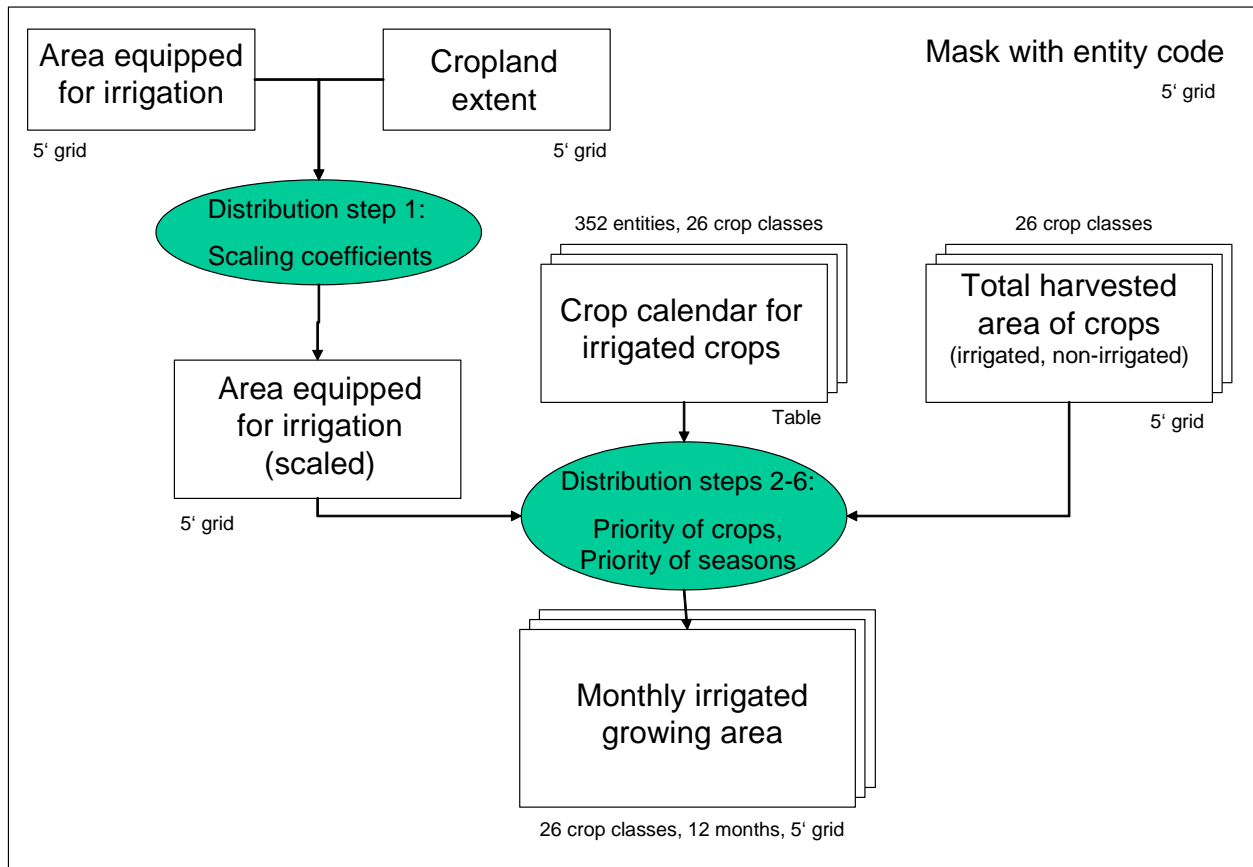 Area equipped
for irrigation
5‘ grid
Cropland
extent
5‘ grid
Mask with entity code
5‘ grid
Distribution step 1:
Scaling coefficients
352 entities, 26 crop classes
Crop calendar for
irrigated crops
Table
26 crop classes
Total harvested
area of crops
(irrigated, non-irrigated)
5‘ grid
Area equipped
for irrigation
(scaled)
5‘ grid
Distribution steps 2-6:
Priority of crops,
Priority of seasons
Monthly irrigated
growing area
26 crop classes, 12 months, 5‘ grid